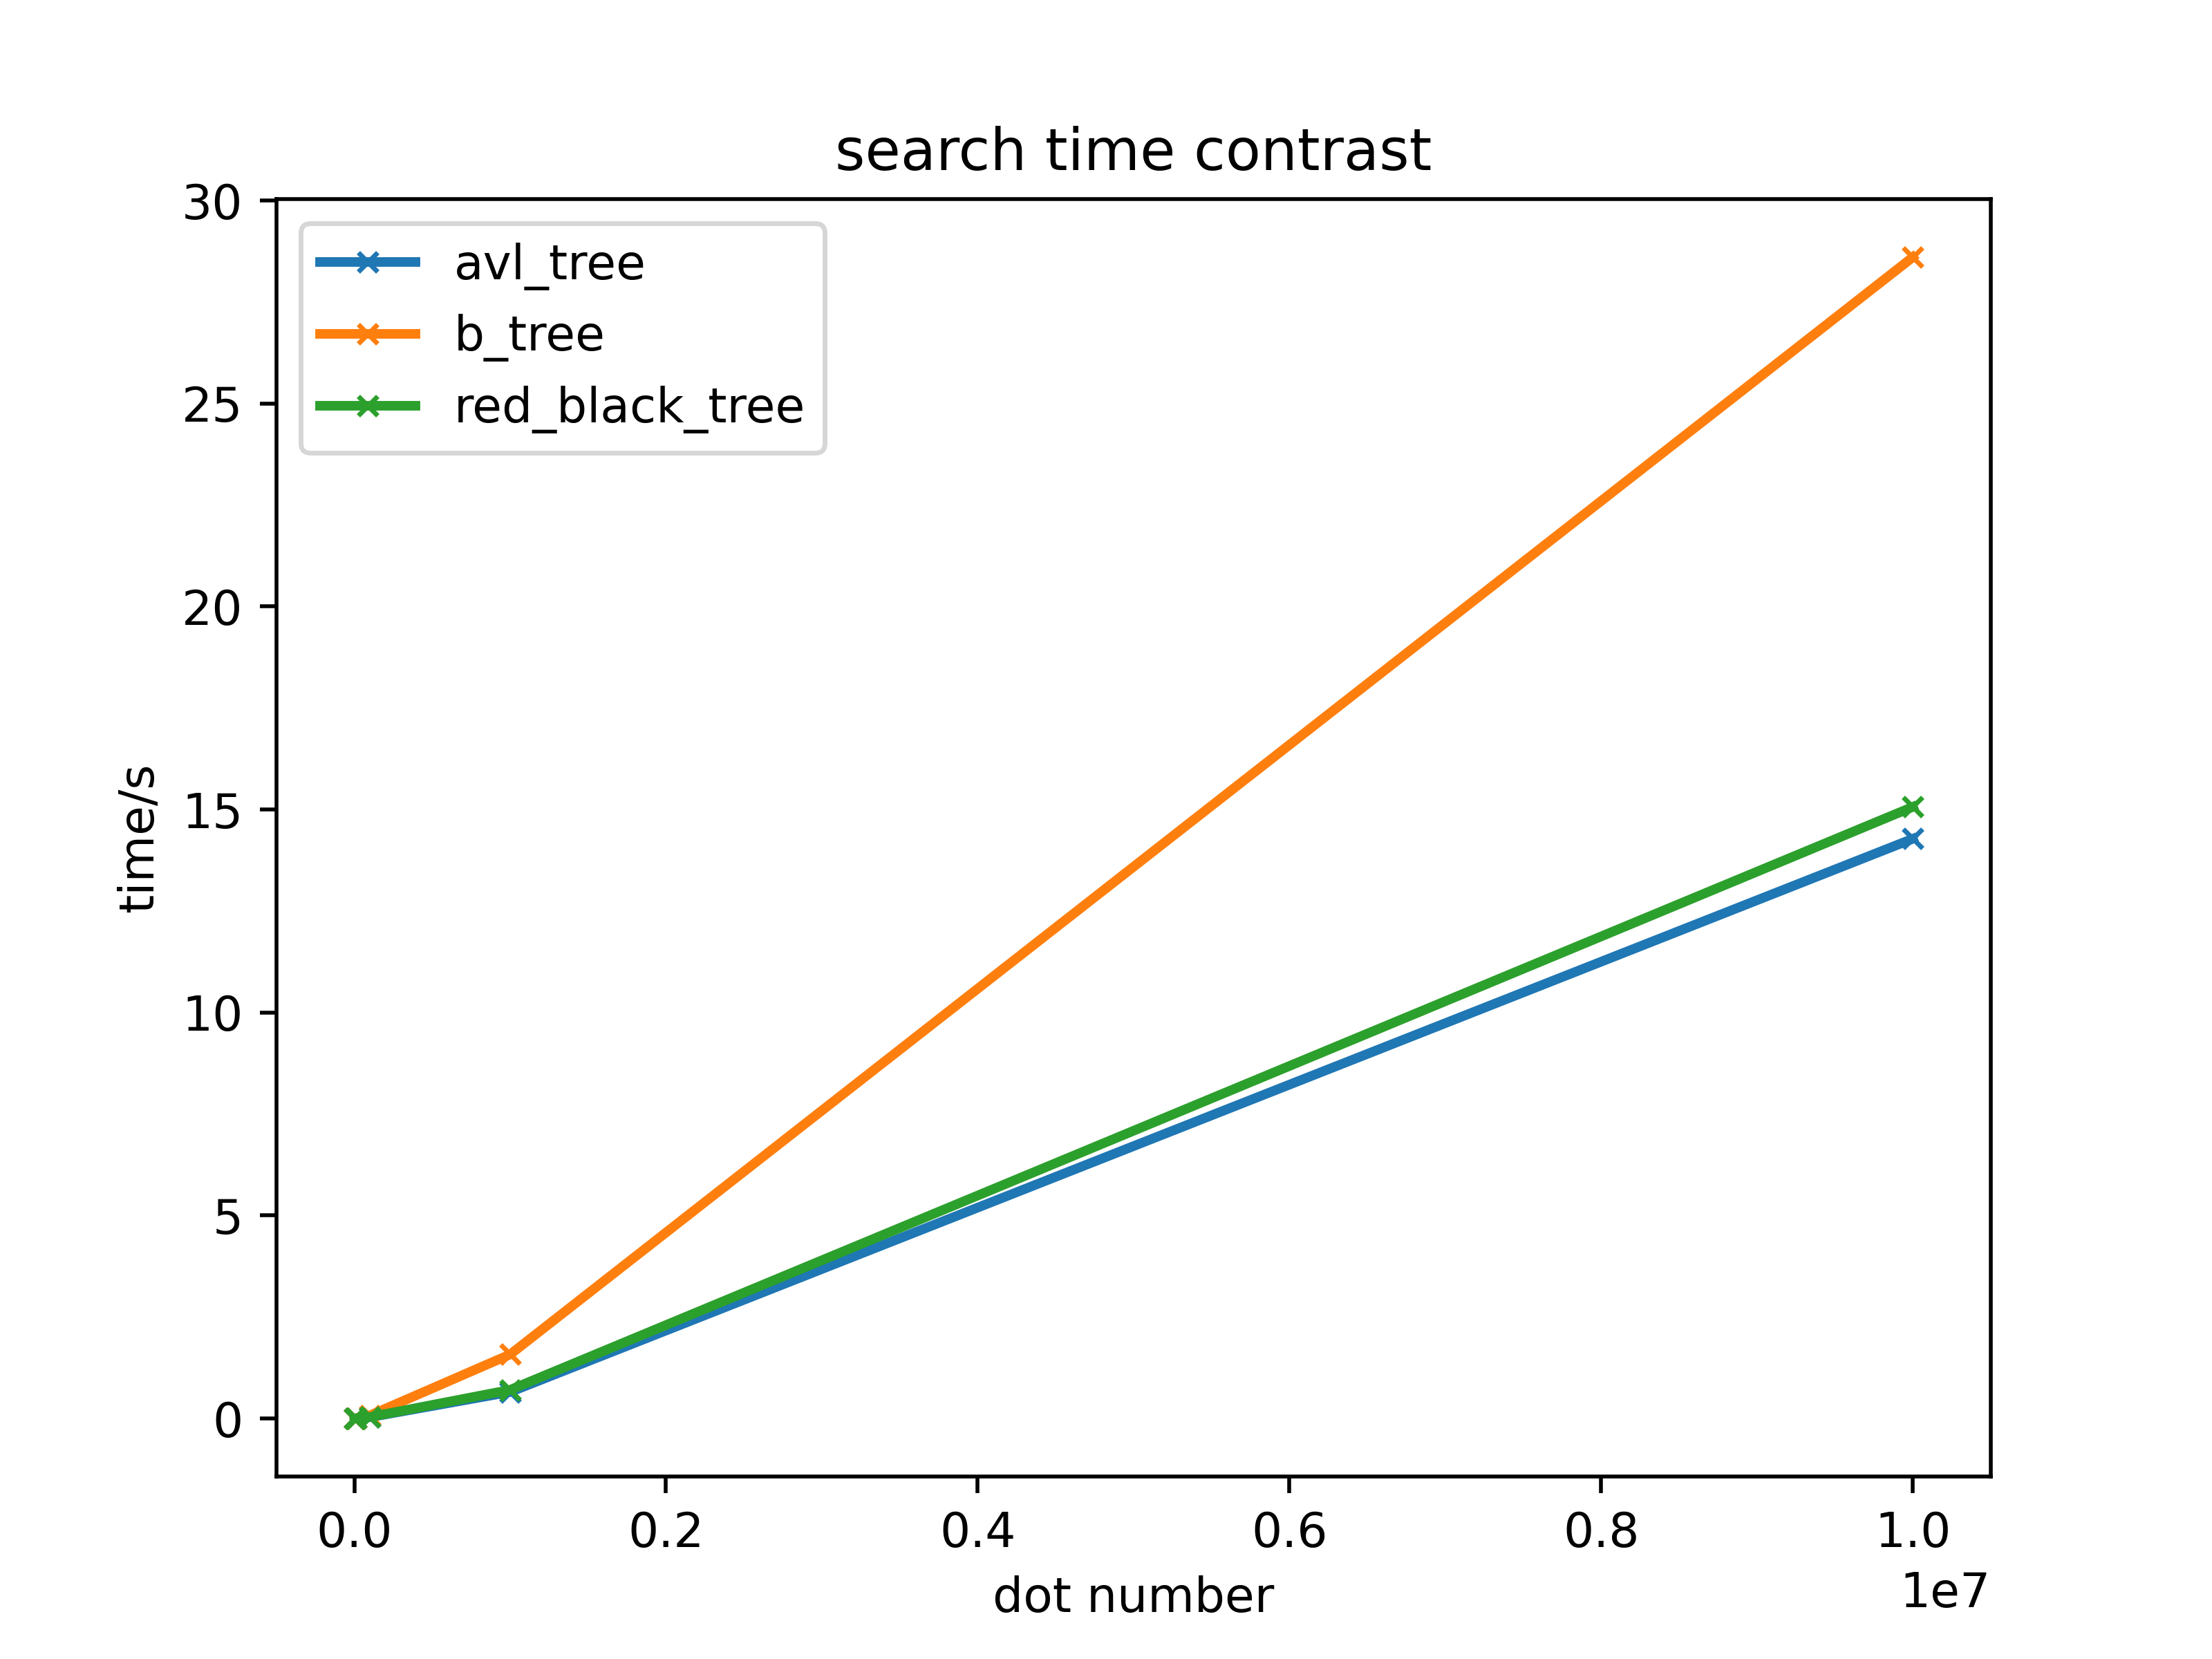 search time contrast
30
25
20
15
10
5
0
time/s
avl_tree
b_tree
red_black_tree
0.0 0.2 0.4 0.6 0.8 1.0
dot number
1e7